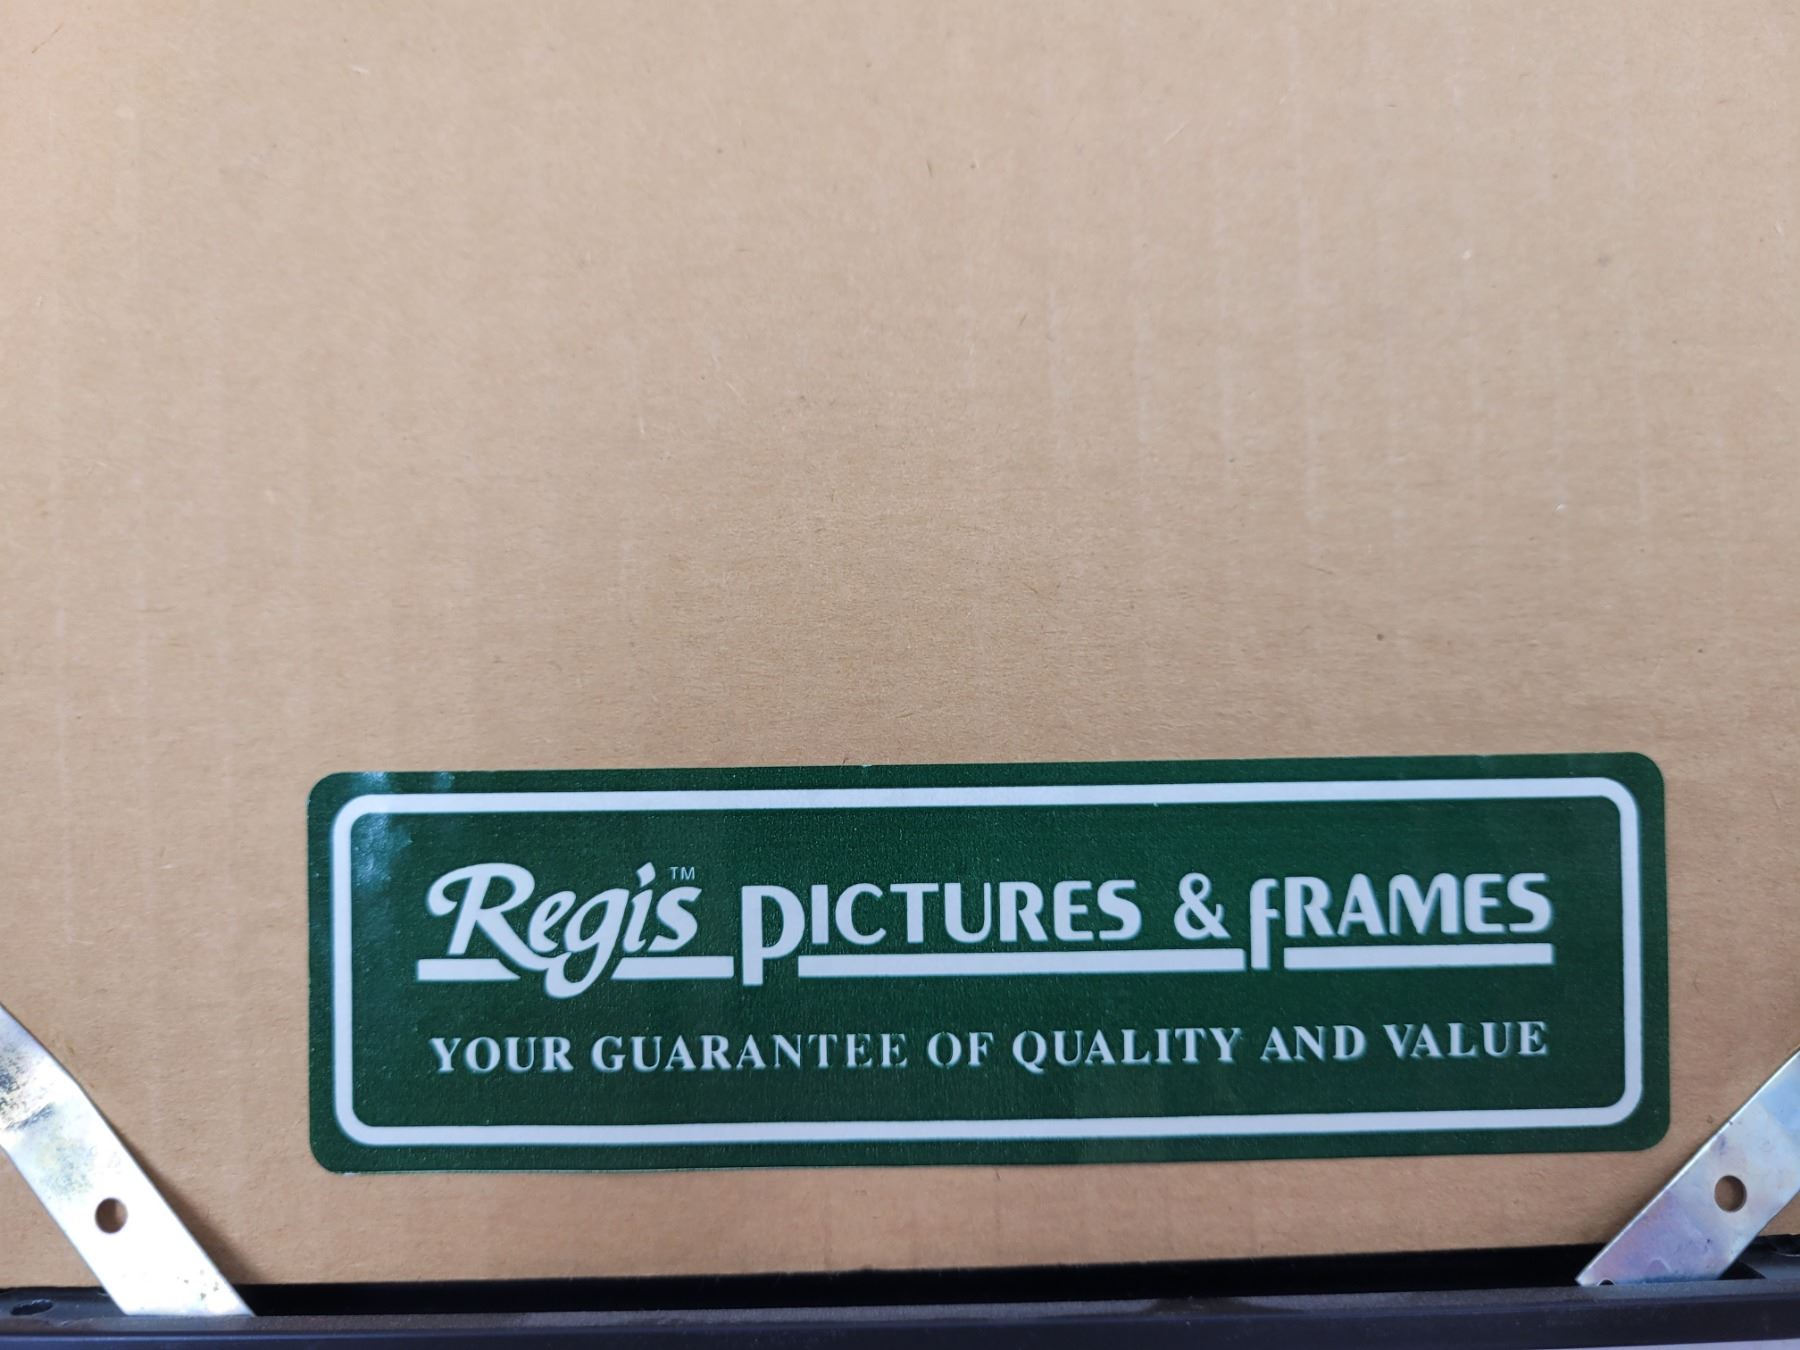 Regis™ PICTURES & FRAMES
YOUR GUARANTEE OF QUALITY AND VALUE